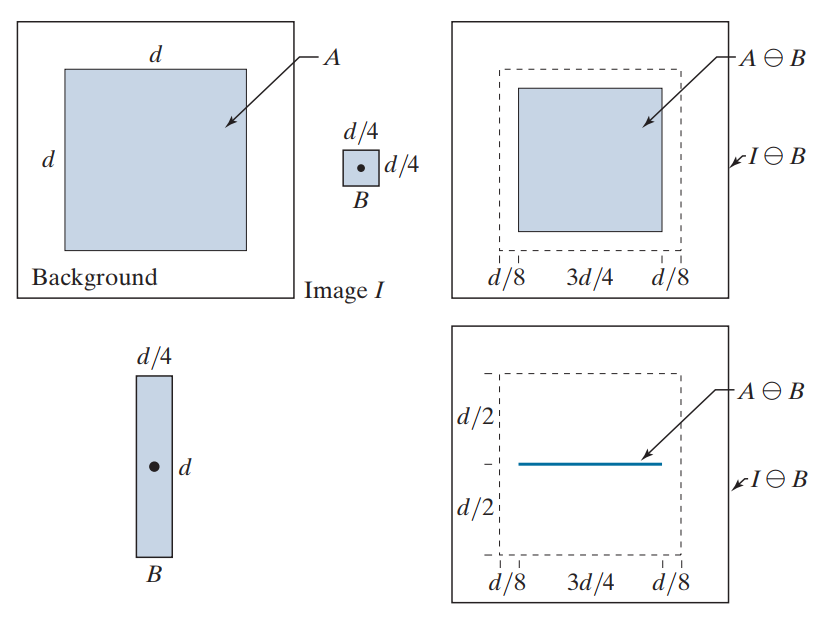 d
A
d
d/4
d/4
B
Background
Image I
A ⊖ B
I ⊖ B
d/8 3d/4 d/8
d/4
d
B
A ⊖ B
d/2
I ⊖ B
d/2
d/8 3d/4 d/8